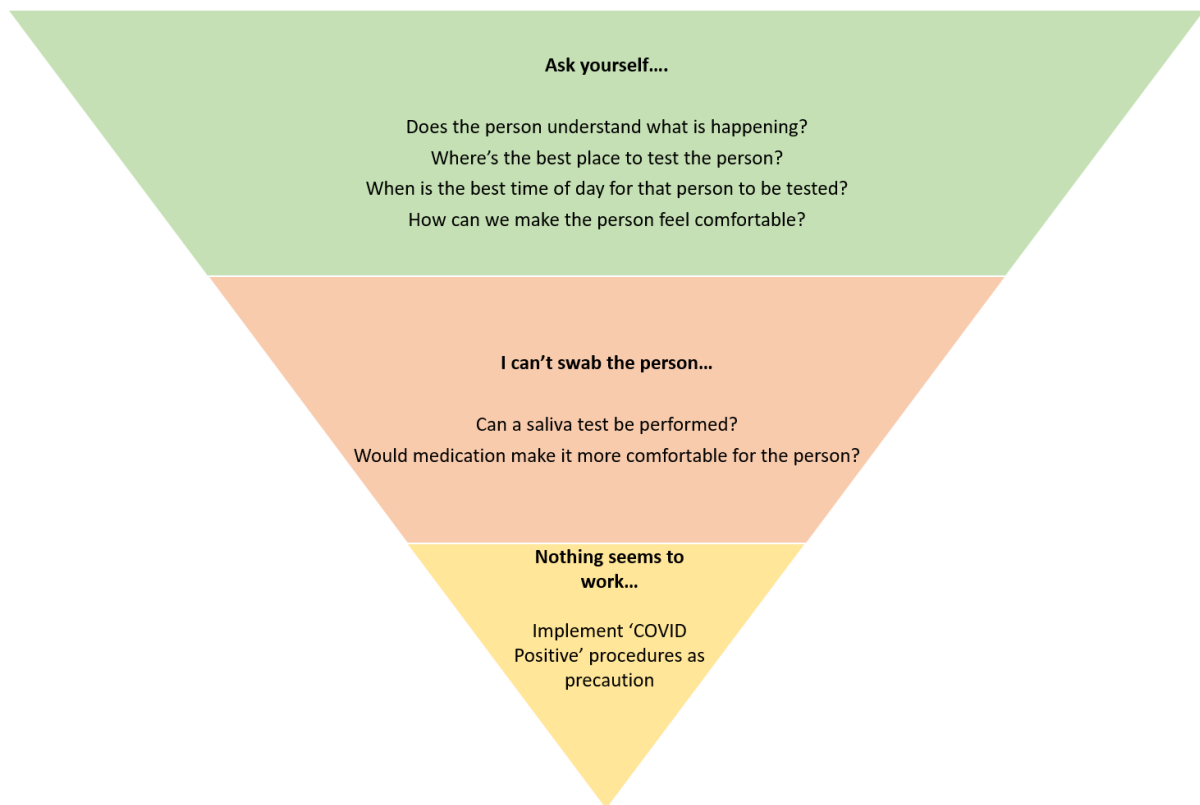 Ask yourself….
Does the person understand what is happening?
Where’s the best place to test the person?
When is the best time of day for that person to be tested?
How can we make the person feel comfortable?
I can’t swab the person…
Can a saliva test be performed?
Would medication make it more comfortable for the person?
Nothing seems to
work…
Implement ‘COVID
Positive’ procedures as
precaution